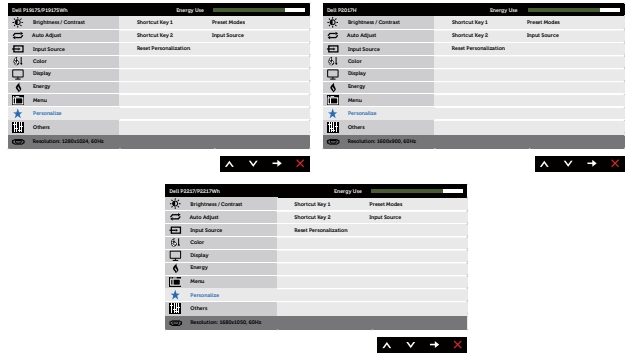 Dell P1917S/P1917SWh Energy Use
Brightness / Contrast Shortcut Key 1 Preset Modes
Auto Adjust Shortcut Key 2 Input Source
Input Source Reset Personalization
Color
Display
Energy
Menu
Personalize
Others
Resolution: 1280x1024, 60Hz
Dell P2017H Energy Use
Brightness / Contrast Shortcut Key 1 Preset Modes
Auto Adjust Shortcut Key 2 Input Source
Input Source Reset Personalization
Color
Display
Energy
Menu
Personalize
Others
Resolution: 1600x900, 60Hz
Dell P2217/P2217Wh Energy Use
Brightness / Contrast Shortcut Key 1 Preset Modes
Auto Adjust Shortcut Key 2 Input Source
Input Source Reset Personalization
Color
Display
Energy
Menu
Personalize
Others
Resolution: 1680x1050, 60Hz